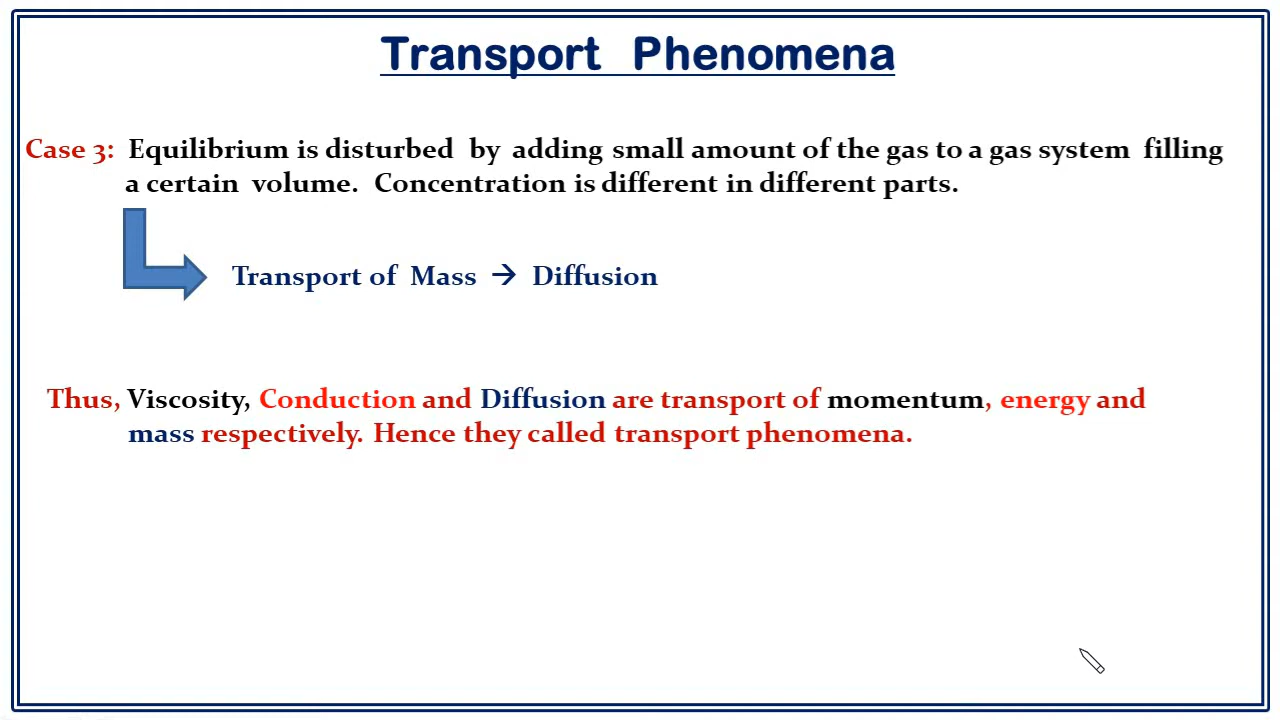 Transport Phenomena
Case 3: Equilibrium is disturbed by adding small amount of the gas to a gas system filling
a certain volume. Concentration is different in different parts.
Transport of Mass → Diffusion
Thus, Viscosity, Conduction and Diffusion are transport of momentum, energy and
mass respectively. Hence they called transport phenomena.